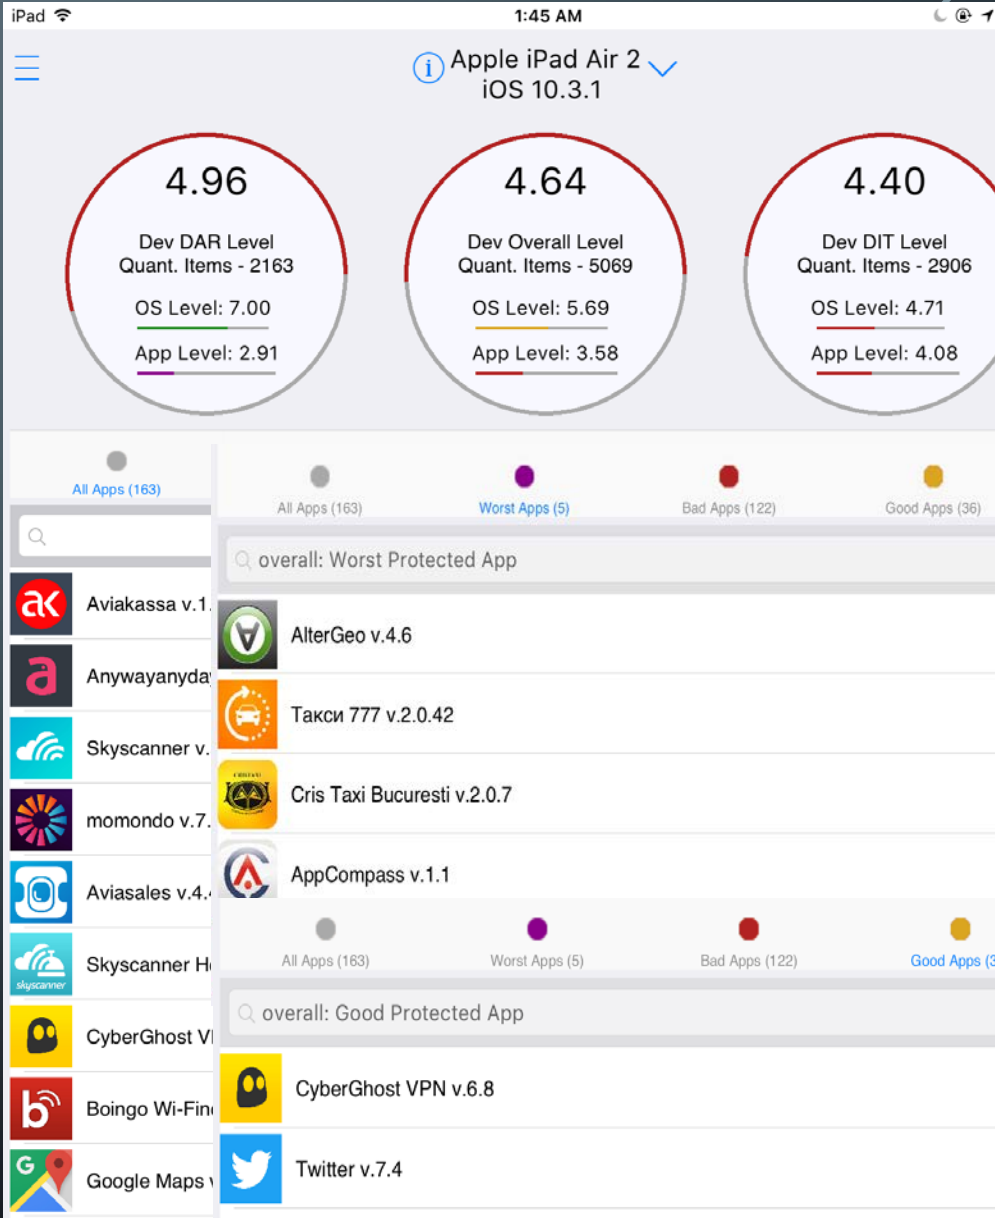 iPad
1:45 AM
Apple iPad Air 2
iOS 10.3.1
4.96
Dev DAR Level
Quant. Items - 2163
OS Level: 7.00
App Level: 2.91
4.64
Dev Overall Level
Quant. Items - 5069
OS Level: 5.69
App Level: 3.58
4.40
Dev DIT Level
Quant. Items - 2906
OS Level: 4.71
App Level: 4.08
All Apps (163)
Aviakassa v.1.
Anywayanyday
Skyscanner v.
momondo v.7.
Aviasales v.4.4
skyscanner
Skyscanner H
CyberGhost V
Boingo Wi-Fin
Google Maps v
All Apps (163)
Worst Apps (5)
Bad Apps (122)
Good Apps (36)
overall: Worst Protected App
AlterGeo v.4.6
Такси 777 v.2.0.42
Cris Taxi Bucuresti v.2.0.7
AppCompass v.1.1
All Apps (163)
Worst Apps (5)
Bad Apps (122)
Good Apps (3
overall: Good Protected App
CyberGhost VPN v.6.8
Twitter v.7.4